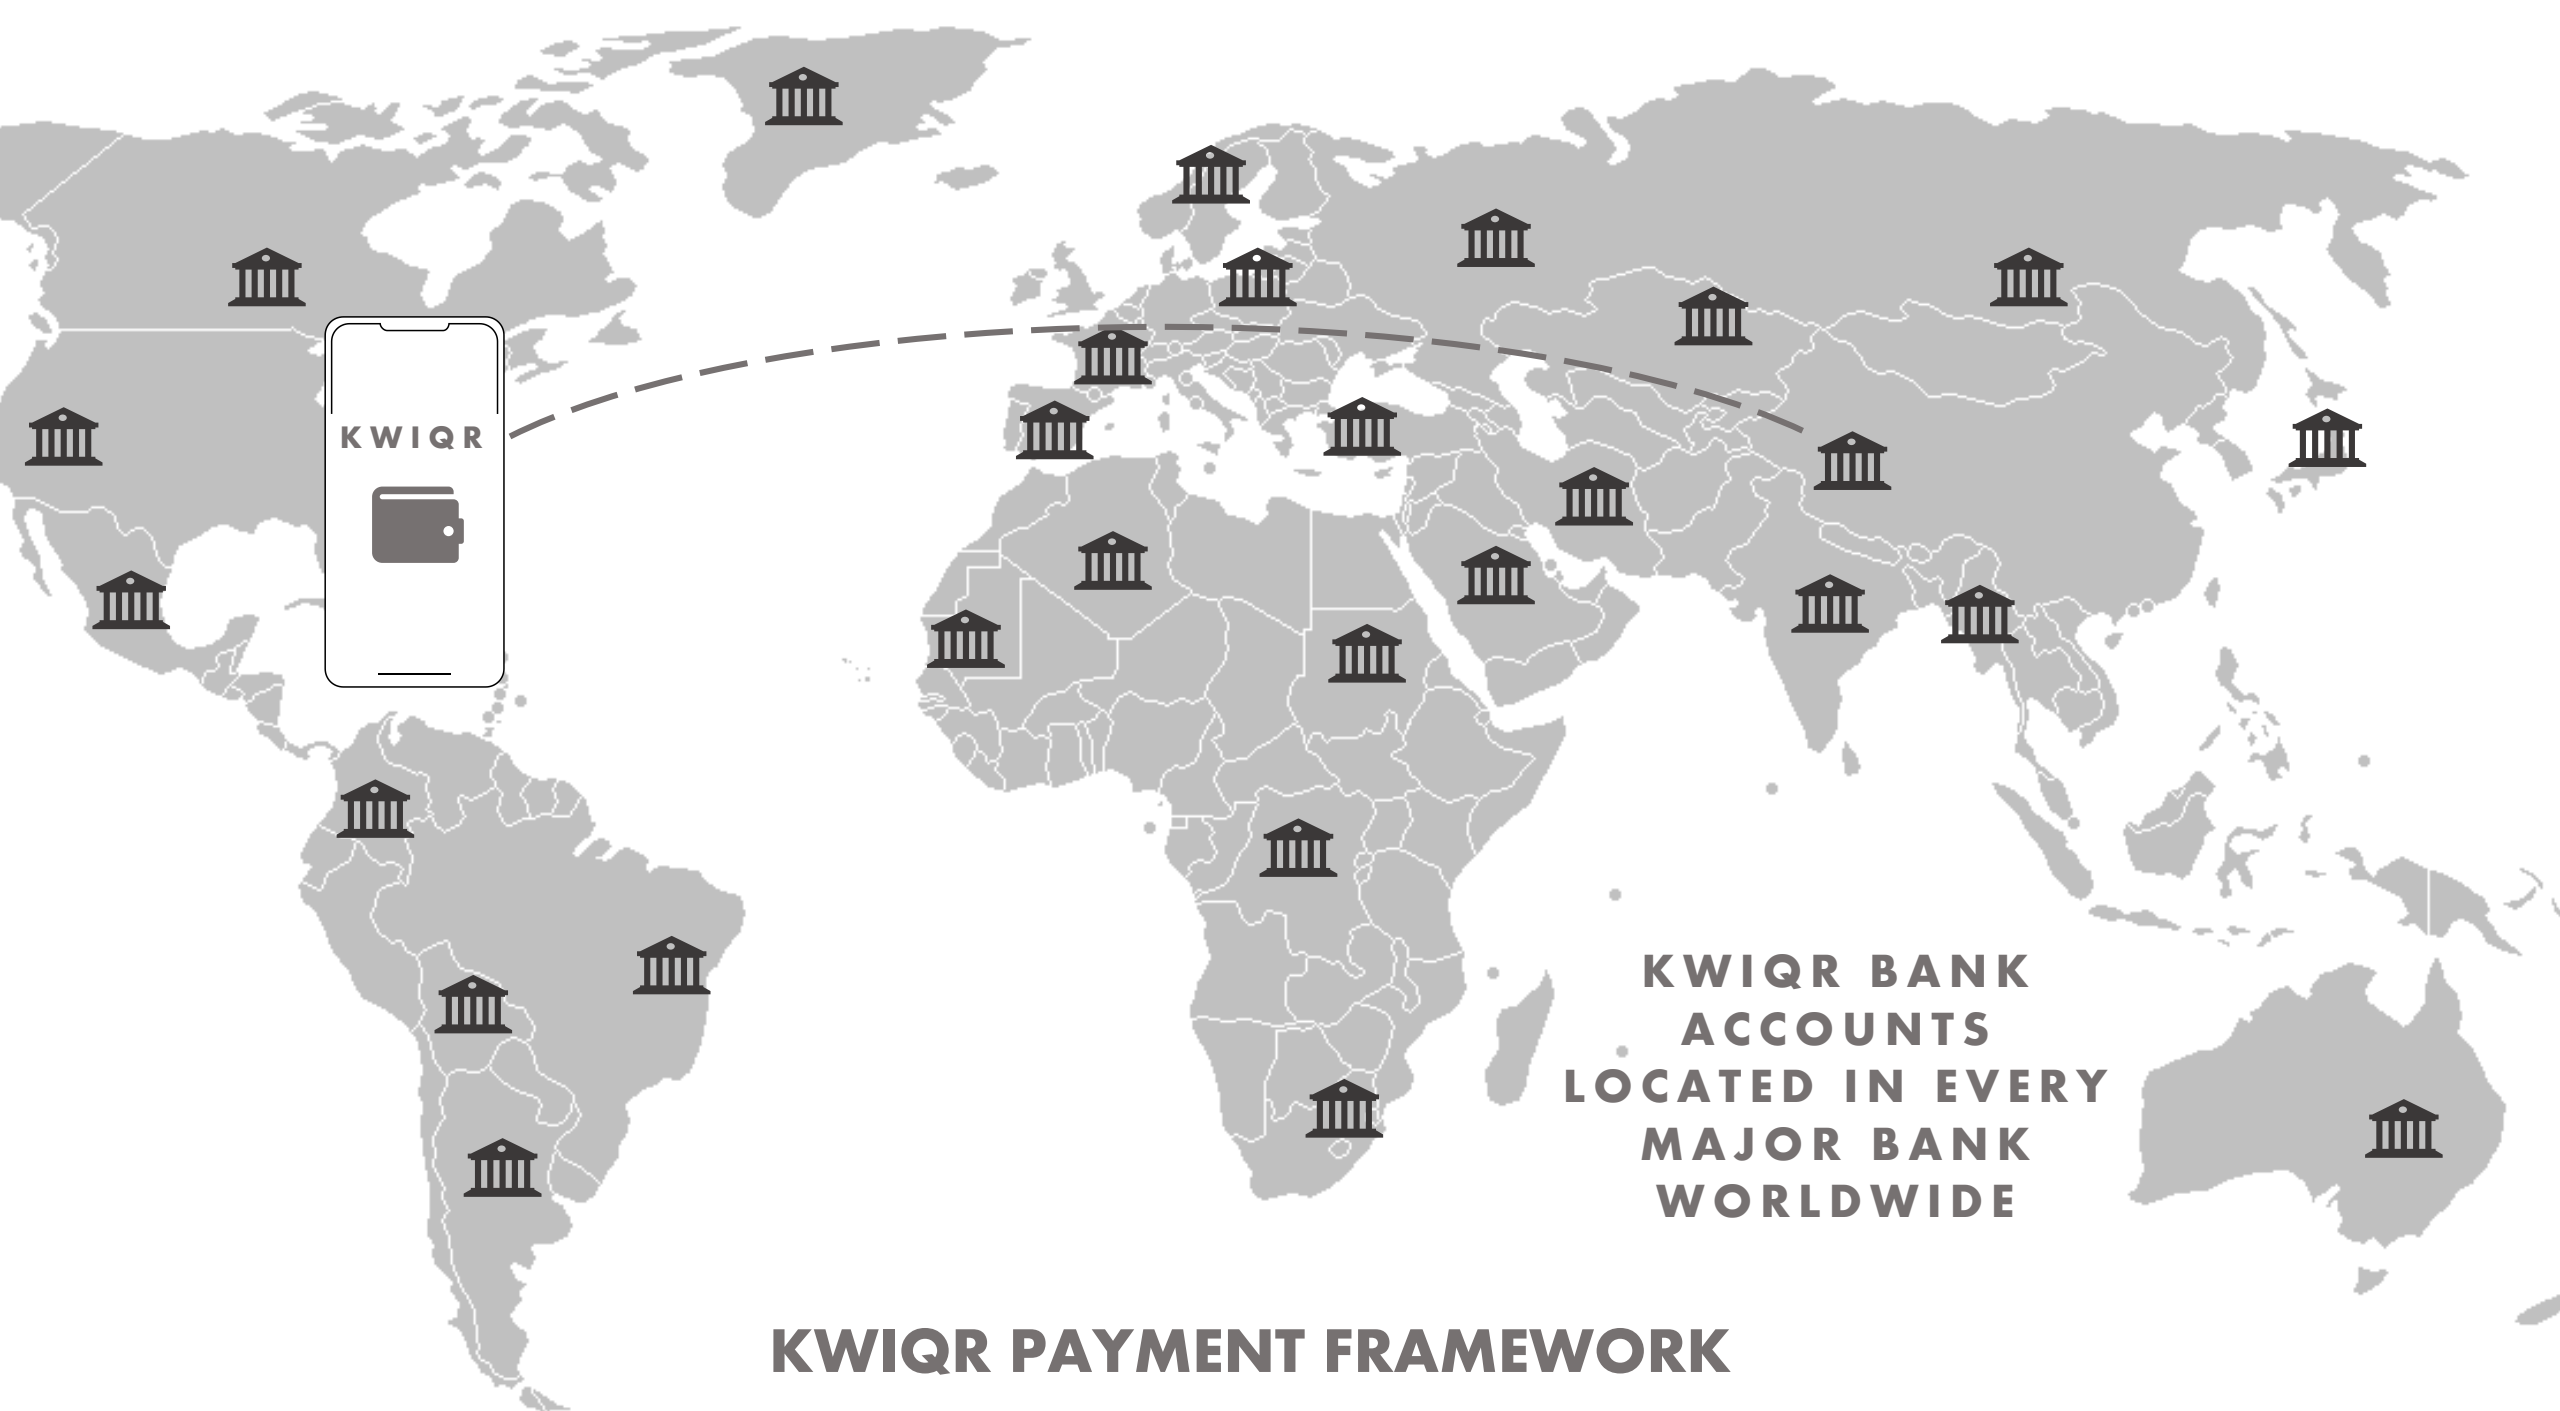 KWIQR
KWIQR BANK
ACCOUNTS
LOCATED IN EVERY
MAJOR BANK
WORLDWIDE
KWIQR PAYMENT FRAMEWORK